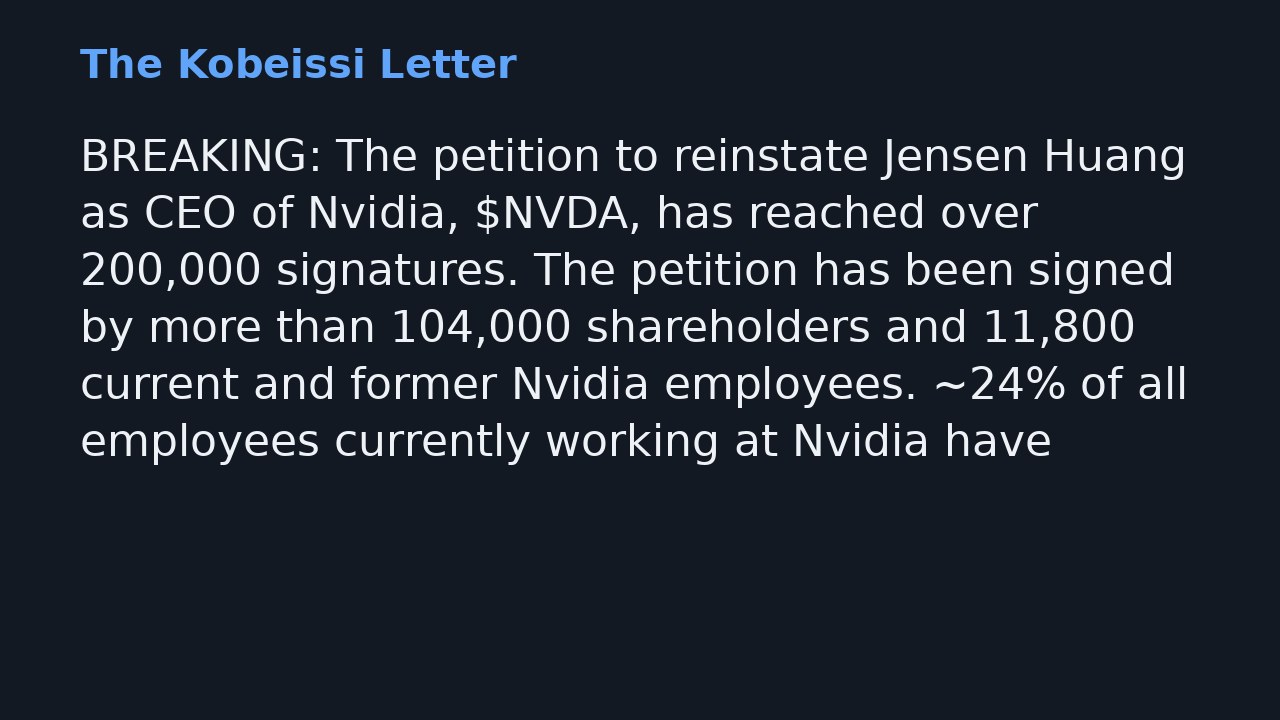 The Kobeissi Letter
BREAKING: The petition to reinstate Jensen Huang
as CEO of Nvidia, $NVDA, has reached over
200,000 signatures. The petition has been signed
by more than 104,000 shareholders and 11,800
current and former Nvidia employees. ~24% of all
employees currently working at Nvidia have